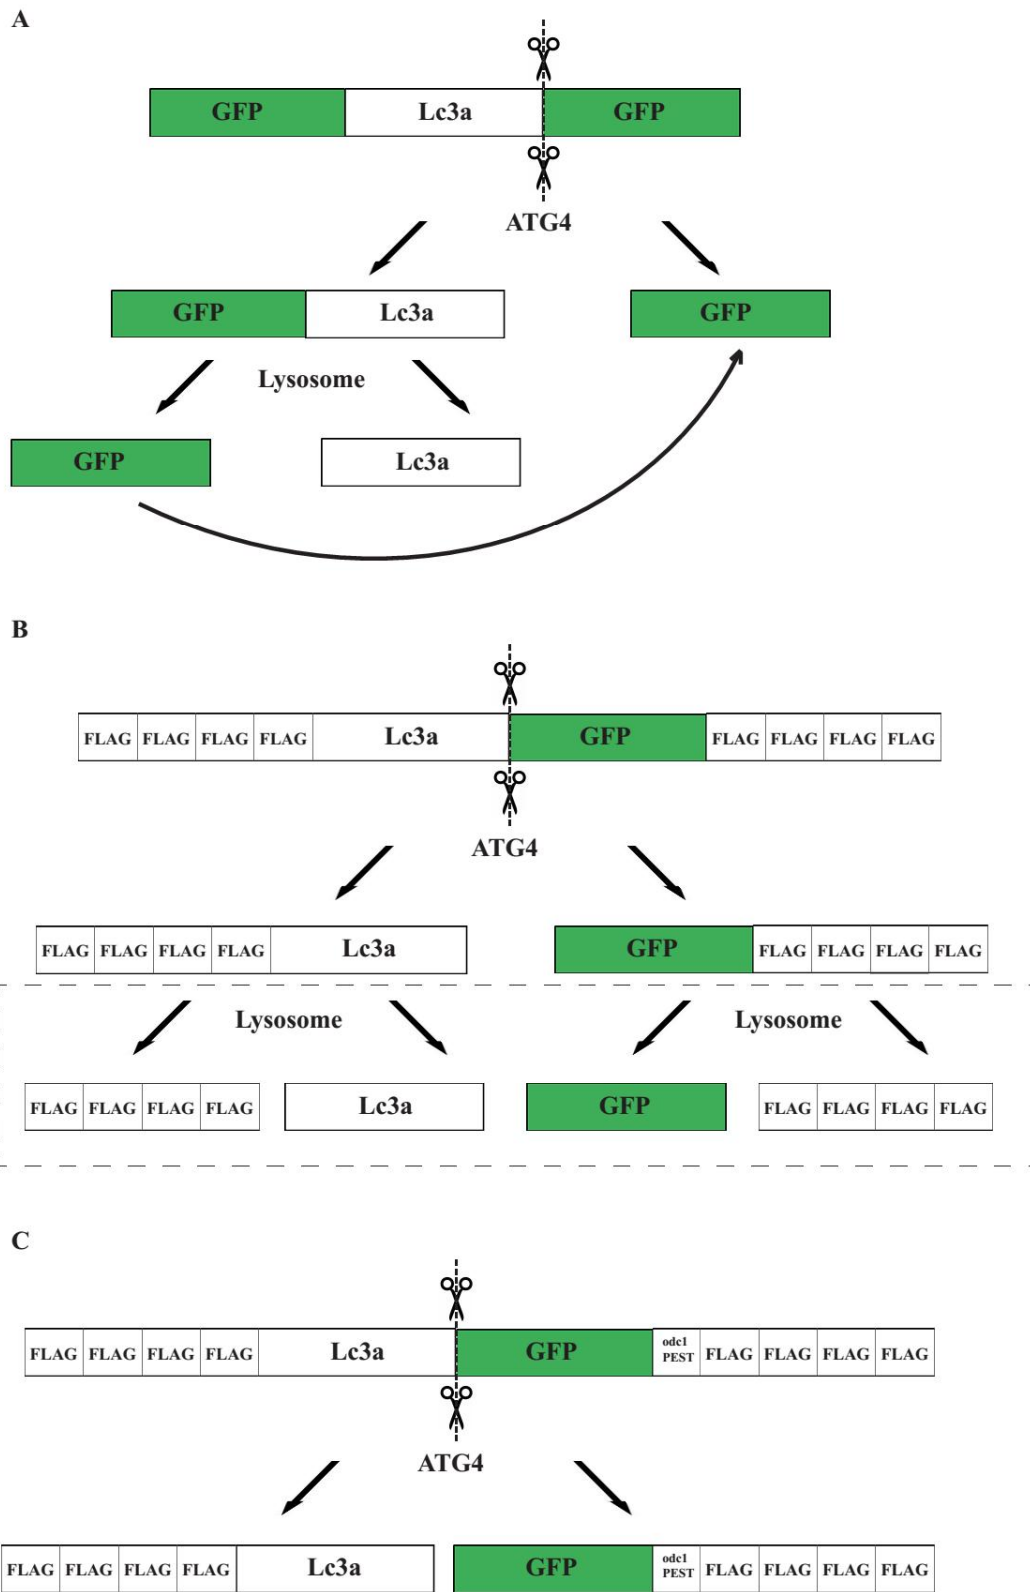 A
GFP Lc3a GFP
ATG4
GFP Lc3a GFP
Lysosome
GFP Lc3a
B
FLAG FLAG FLAG FLAG Lc3a GFP FLAG FLAG FLAG FLAG
ATG4
FLAG FLAG FLAG FLAG Lc3a GFP FLAG FLAG FLAG FLAG
Lysosome Lysosome
FLAG FLAG FLAG FLAG Lc3a GFP FLAG FLAG FLAG FLAG
C
FLAG FLAG FLAG FLAG Lc3a GFP odc1 PEST FLAG FLAG FLAG FLAG
ATG4
FLAG FLAG FLAG FLAG Lc3a GFP odc1 PEST FLAG FLAG FLAG FLAG